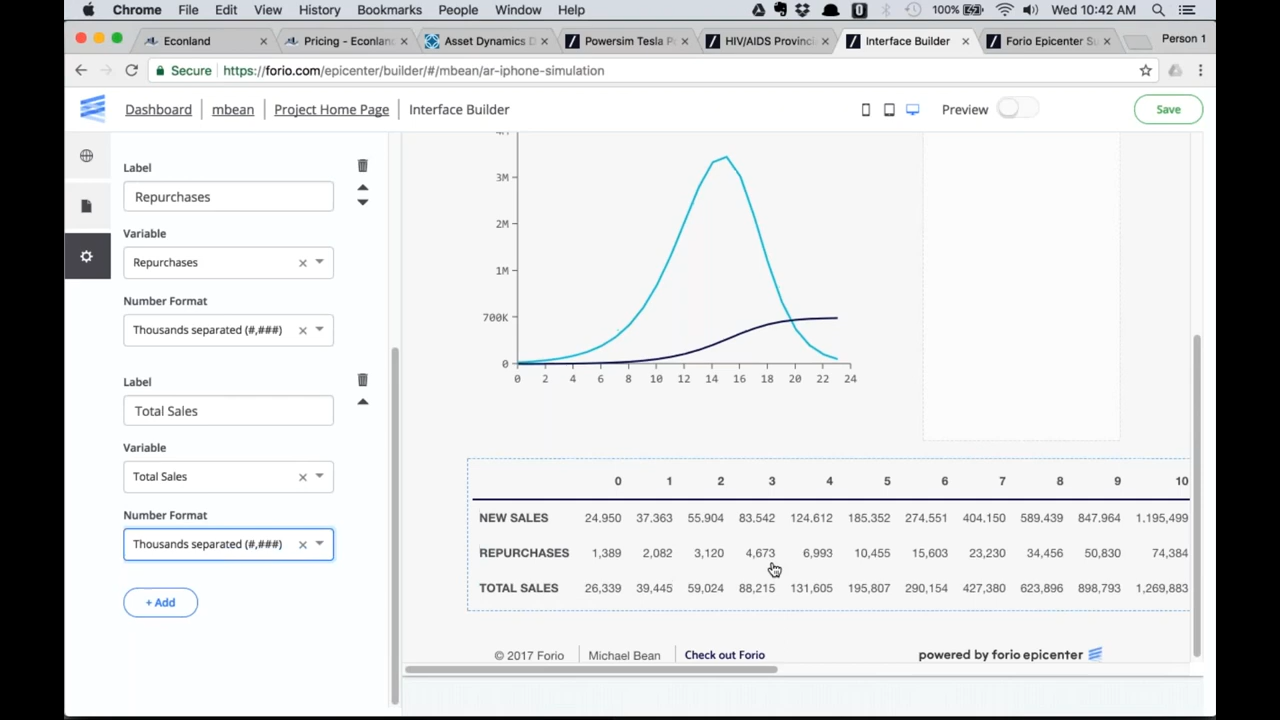 Chrome File Edit View History Bookmarks People Window Help 100% Wed 10:42 AM
Econland Pricing - Econlan Asset Dynamics D Powersim Tesla P HIV/AIDS Provinci Interface Builder Forio Epicenter Su Person 1
Secure https://forio.com/epicenter/builder/#/mbean/ar-iphone-simulation
Dashboard mbean Project Home Page Interface Builder Preview Save
Label
Repurchases
Variable
Repurchases
Number Format
Thousands separated (#,###)
Label
Total Sales
Variable
Total Sales
Number Format
Thousands separated (#,###)
+ Add
4M
3M
2M
1M
700K
0
0 2 4 6 8 10 12 14 16 18 20 22 24
0 1 2 3 4 5 6 7 8 9 10
NEW SALES 24,950 37,363 55,904 83,542 124,612 185,352 274,551 404,150 589,439 847,964 1,195,499
REPURCHASES 1,389 2,082 3,120 4,673 6,993 10,455 15,603 23,230 34,456 50,830 74,384
TOTAL SALES 26,339 39,445 59,024 88,215 131,605 195,807 290,154 427,380 623,896 898,793 1,269,883
© 2017 Forio Michael Bean Check out Forio powered by forio epicenter